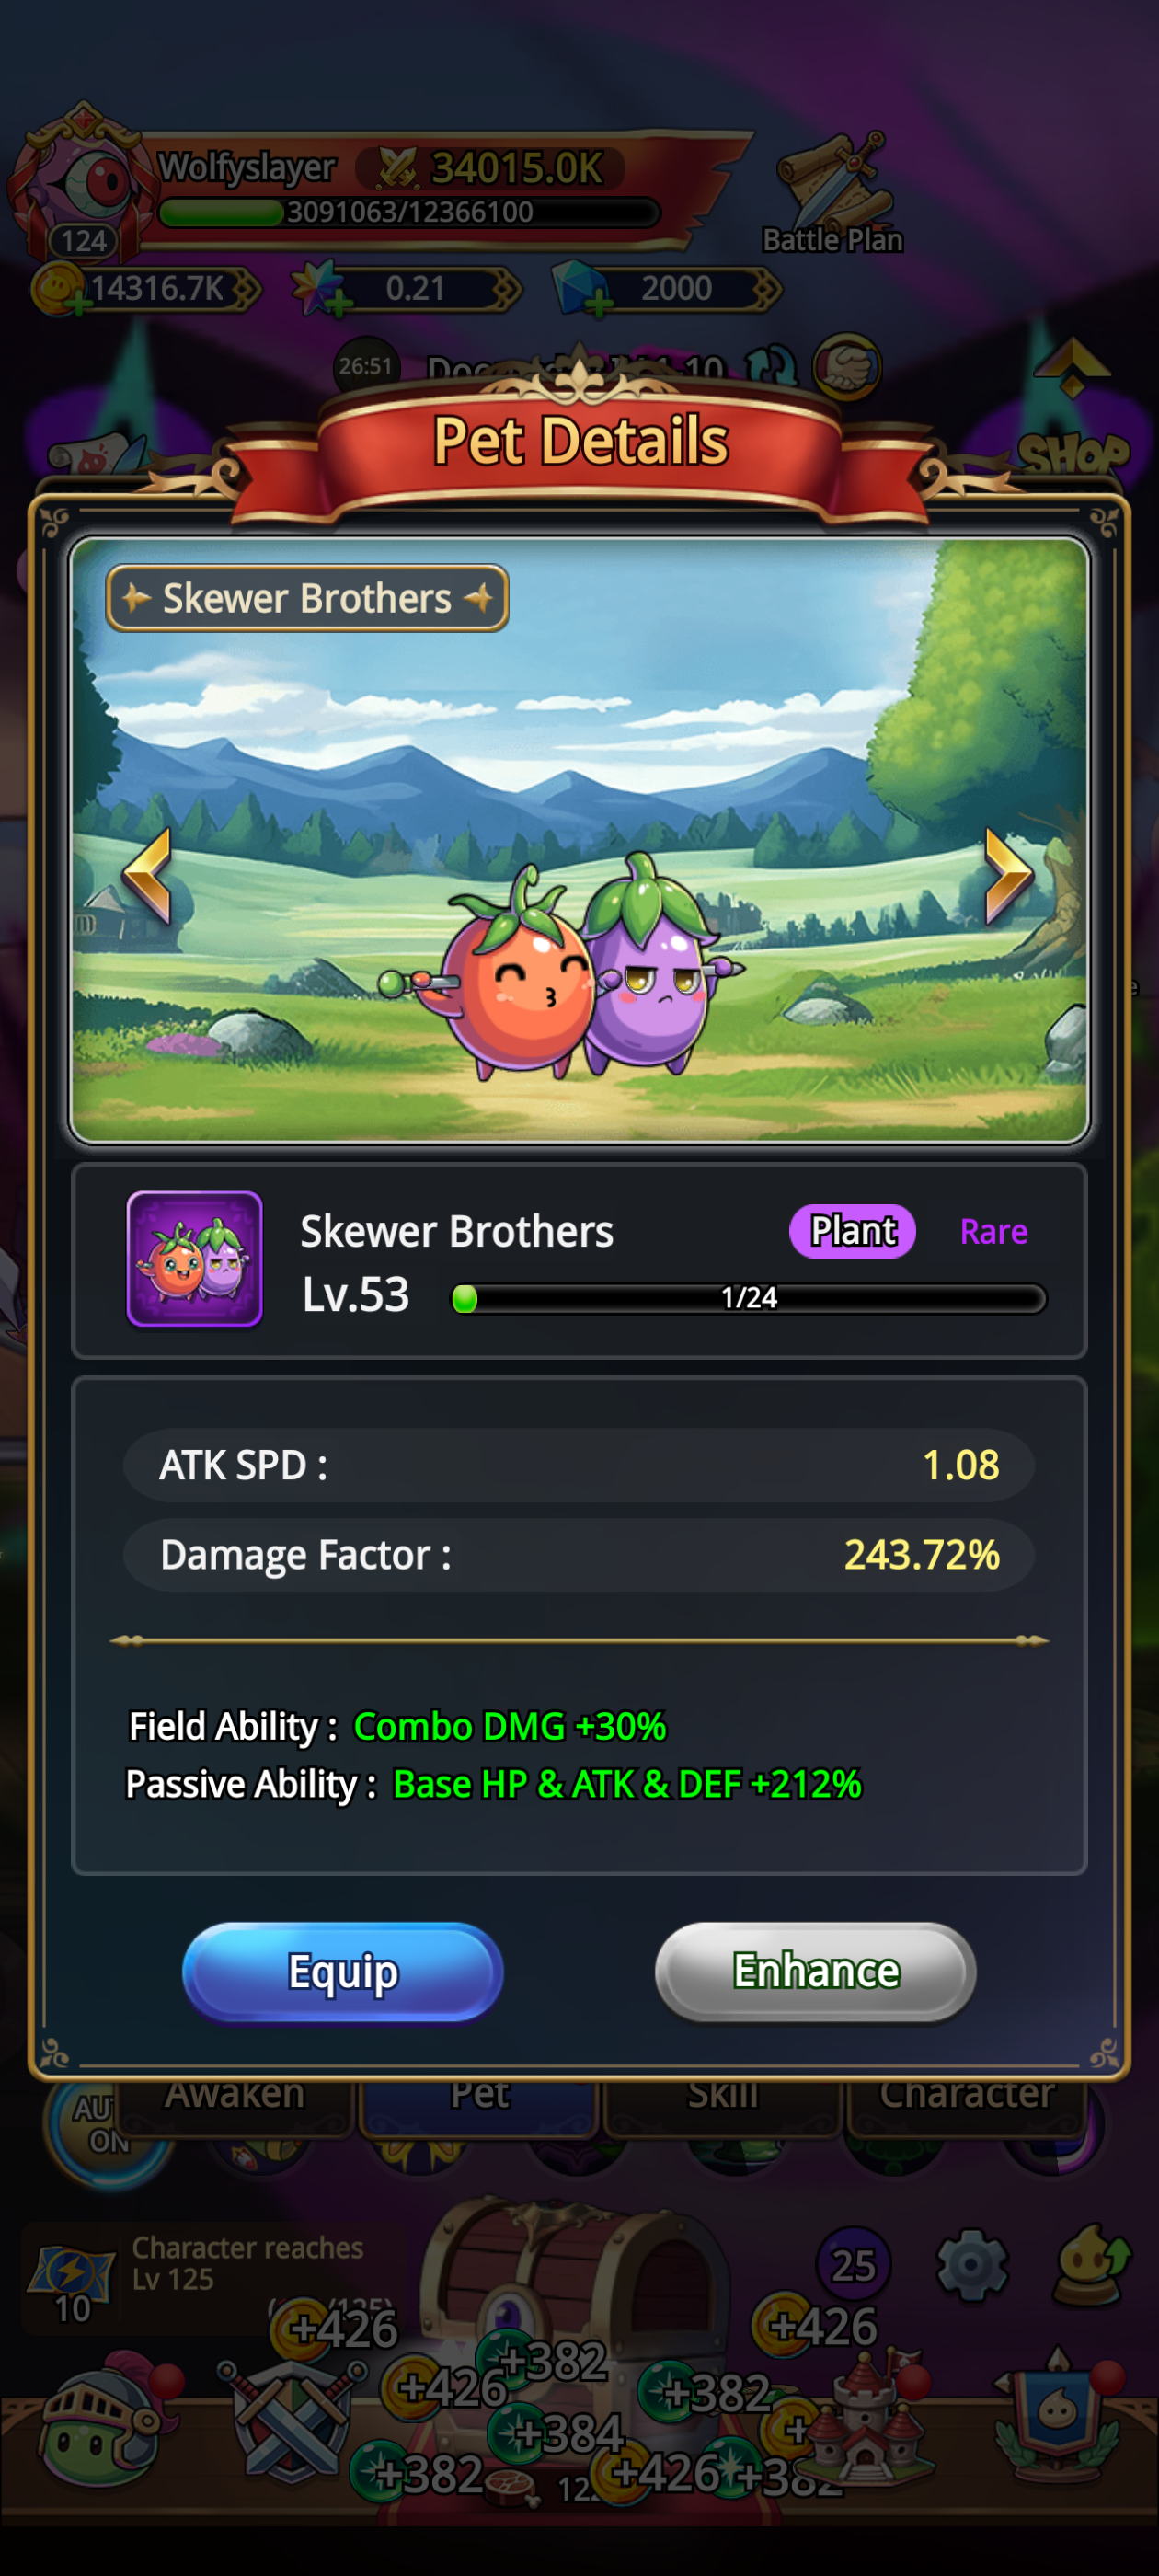 Wolfyslayer
34015.0K
3091063/12366100
124
Battle Plan
14316.7K
0.21
2000
26:51
SHOP
Pet Details
Skewer Brothers
Skewer Brothers
Plant
Rare
Lv.53
1/24
ATK SPD :
1.08
Damage Factor :
243.72%
Field Ability : Combo DMG +30%
Passive Ability : Base HP & ATK & DEF +212%
Equip
Enhance
Awaken
Pet
Skill
Character
ON
Character reaches
Lv 125
10
25
+426
+426
+382
+426
+382
+384
+
+382
+426
+382